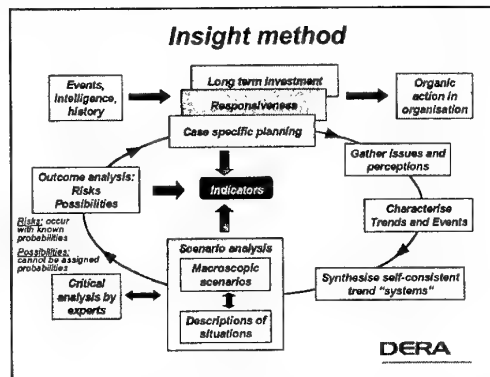 Insight method
Events,
Intelligence,
history
Long term investment
Responsiveness
Case specific planning
Organic
action in
organisation
Gather issues and
perceptions
Outcome analysis:
Risks
Possibilities
Indicators
Characterise
Trends and Events
Risks: occur
with known
probabilities
Possibilities:
cannot be assigned
probabilities
Scenario analysis
Macroscopic
scenarios
Descriptions of
situations
Synthesise self-consistent
trend "systems"
Critical
analysis by
experts
DERA